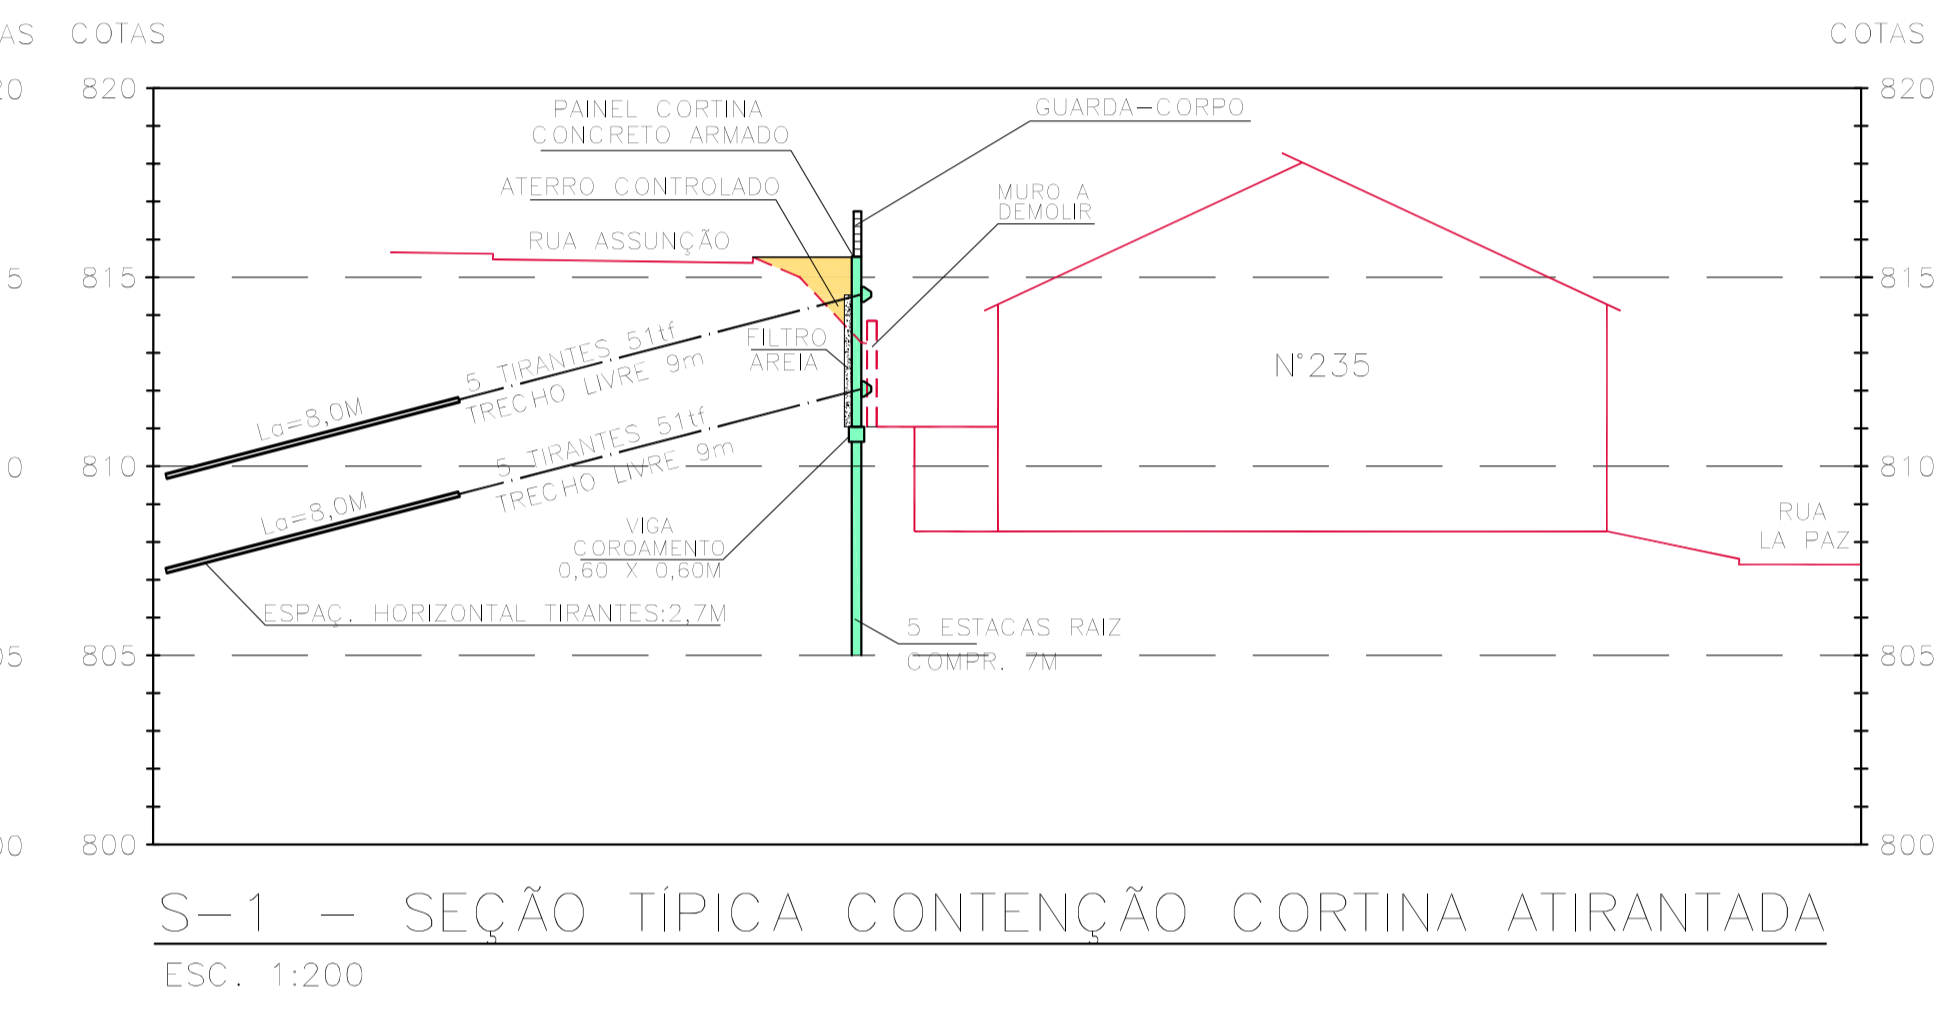 AS COTAS COTAS
20 820 820
PAINEL CORTINA
CONCRETO ARMADO
GUARDA-CORPO
ATERRO CONTROLADO
MURO A
DEMOLIR
RUA ASSUNÇÃO
5 815 815
FILTRO
AREIA
N°235
5 TIRANTES 51tf
TRECHO LIVRE 9m
La=8,0M
5 TIRANTES 51tf
TRECHO LIVRE 9m
La=8,0M
0 810 810
VIGA
COROAMENTO
0,60 X 0,60M
RUA
LA PAZ
ESPAÇ. HORIZONTAL TIRANTES:2,7M
5 ESTACAS RAIZ
COMPR. 7M
05 805 805
00 800 800
S-1 - SEÇÃO TÍPICA CONTENÇÃO CORTINA ATIRANTADA
ESC. 1:200